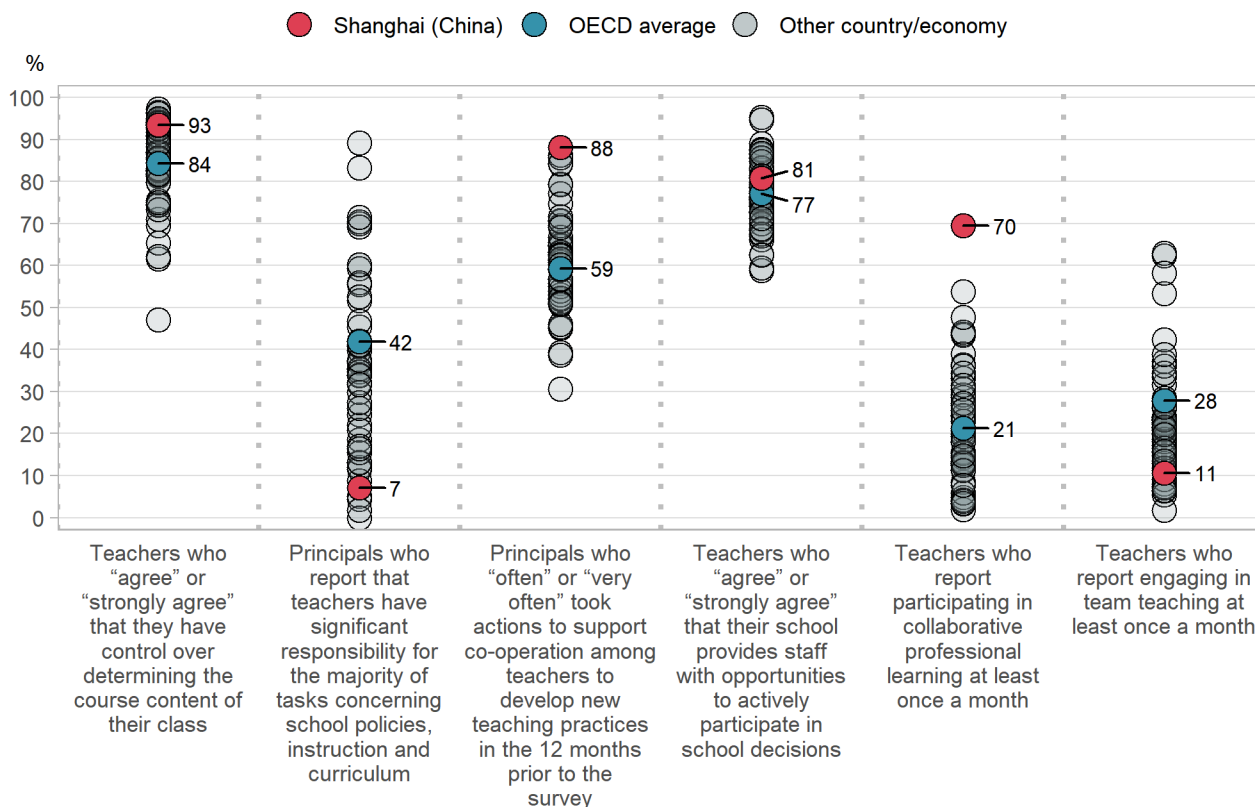 Shanghai (China) OECD average Other country/economy
%
100
90
80
70
60
50
40
30
20
10
0
93
84
42
7
88
59
81
77
70
21
28
11
Teachers who
“agree” or
“strongly agree”
that they have
control over
determining the
course content of
their class
Principals who
report that
teachers have
significant
responsibility for
the majority of
tasks concerning
school policies,
instruction and
curriculum
Principals who
“often” or “very
often” took
actions to support
co-operation among
teachers to
develop new
teaching practices
in the 12 months
prior to the
survey
Teachers who
“agree” or
“strongly agree”
that their school
provides staff
with opportunities
to actively
participate in
school decisions
Teachers who
report
participating in
collaborative
professional
learning at least
once a month
Teachers who
report engaging in
team teaching at
least once a month